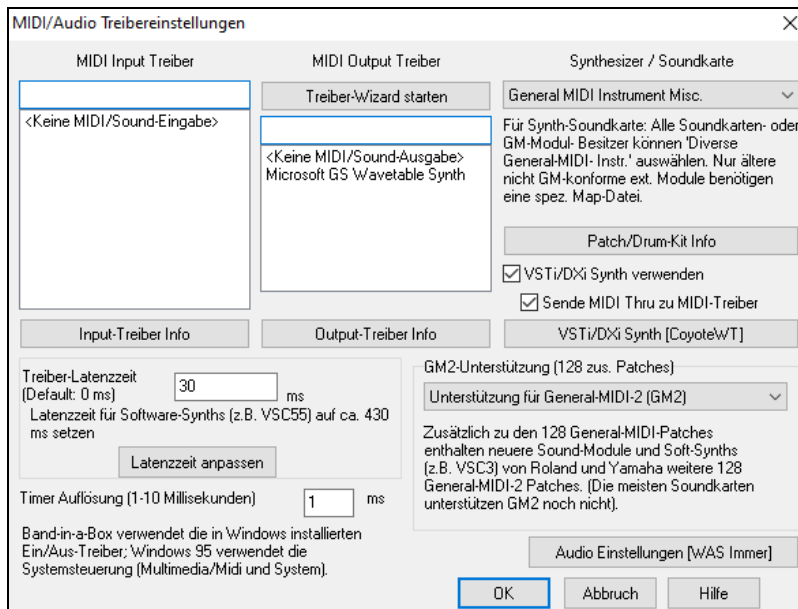 MIDI/Audio Treibereinstellungen
MIDI Input Treiber
<Keine MIDI/Sound-Eingabe>
Input-Treiber Info
MIDI Output Treiber
Treiber-Wizard starten
<Keine MIDI/Sound-Ausgabe>
Microsoft GS Wavetable Synth
Output-Treiber Info
Synthesizer / Soundkarte
General MIDI Instrument Misc.
Für Synth-Soundkarte: Alle Soundkarten- oder
GM-Modul- Besitzer können 'Diverse
General-MIDI- Instr.' auswählen. Nur ältere
nicht GM-konforme ext. Module benötigen
eine spez. Map-Datei.
Patch/Drum-Kit Info
VSTi/DXi Synth verwenden
Sende MIDI Thru zu MIDI-Treiber
VSTi/DXi Synth [CoyoteWT]
Treiber-Latenzzeit
(Default: 0 ms)
30 ms
Latenzzeit für Software-Synths (z.B. VSC55) auf ca. 430
ms setzen
Latenzzeit anpassen
Timer Auflösung (1-10 Millisekunden) 1 ms
Band-in-a-Box verwendet die in Windows installierten
Ein/Aus-Treiber; Windows 95 verwendet die
Systemsteuerung (Multimedia/Midi und System).
GM2-Unterstützung (128 zus. Patches)
Unterstützung für General-MIDI-2 (GM2)
Zusätzlich zu den 128 General-MIDI-Patches
enthalten neuere Sound-Module und Soft-Synths
(z.B. VSC3) von Roland und Yamaha weitere 128
General-MIDI-2 Patches. (Die meisten Soundkarten
unterstützen GM2 noch nicht).
Audio Einstellungen [WAS Immer]
OK
Abbruch
Hilfe